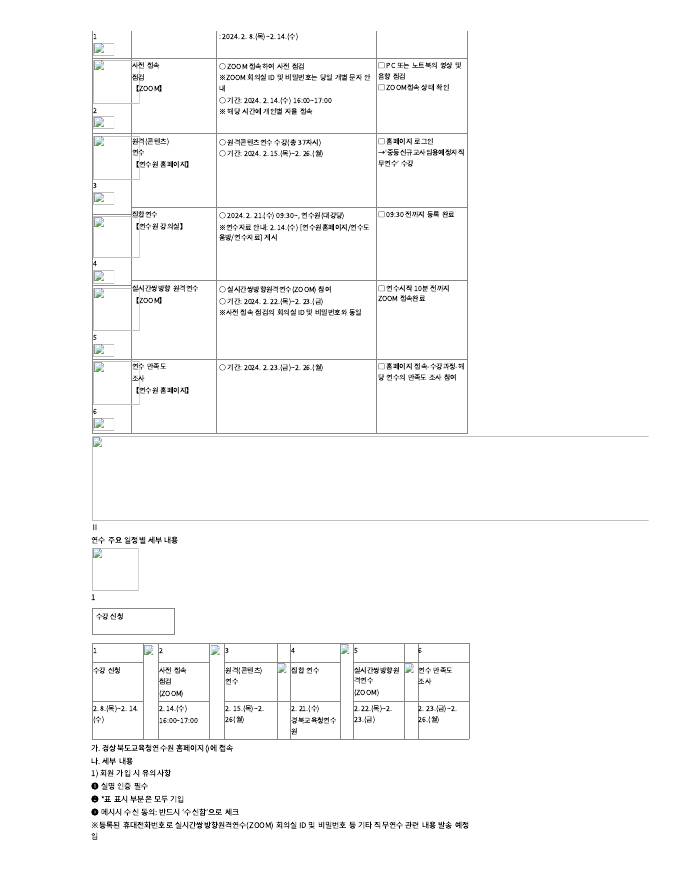 1
: 2024. 2. 8.(목)~2. 14.(수)
사전 접속
점검
【ZOOM】
○ ZOOM 접속하여 사전 점검
※ZOOM 회의실 ID 및 비밀번호는 당일 개별 문자 안
내
○ 기간: 2024. 2. 14.(수) 16:00~17:00
※ 해당 시간에 개인별 자율 접속
□ PC 또는 노트북의 영상 및
음향 점검
□ ZOOM접속 상태 확인
2
원격(콘텐츠)
연수
【연수원 홈페이지】
○ 원격콘텐츠연수 수강(총 37차시)
○ 기간: 2024. 2. 15.(목)~2. 26.(월)
□ 홈페이지 로그인
→'중등신규교사임용예정자직
무연수' 수강
3
집합연수
【연수원 강의실】
○ 2024. 2. 21.(수) 09:30~, 연수원(대강당)
※연수자료 안내: 2. 14.(수) [연수원홈페이지/연수도
움방/연수자료] 게시
□ 09:30 전까지 등록 완료
4
실시간쌍방향 원격연수
【ZOOM】
○ 실시간쌍방향원격연수(ZOOM) 참여
○ 기간: 2024. 2. 22.(목)~2. 23.(금)
※사전 접속 점검의 회의실 ID 및 비밀번호와 동일
□ 연수시작 10분 전까지
ZOOM 접속완료
5
연수 만족도
조사
【연수원 홈페이지】
○ 기간: 2024. 2. 23.(금)~2. 26.(월)
□ 홈페이지 접속-수강과정-해
당 연수의 만족도 조사 참여
6
Ⅱ
연수 주요 일정별 세부 내용
1
수강 신청
1
2
3
4
5
6
수강 신청
사전 접속
점검
(ZOOM)
원격(콘텐츠)
연수
집합 연수
실시간쌍방향원
격연수
(ZOOM)
연수 만족도
조사
2. 8.(목)~2. 14.
(수)
2. 14.(수)
16:00~17:00
2. 15.(목)~2.
26(월)
2. 21.(수)
경북교육청연수
원
2. 22.(목)~2.
23.(금)
2. 23.(금)~2.
26.(월)
가. 경상북도교육청연수원 홈페이지()에 접속
나. 세부 내용
1) 회원 가입 시 유의사항
❶ 실명 인증 필수
❷ *표 표시 부분은 모두 기입
❸ 메시지 수신 동의: 반드시 '수신함'으로 체크
※ 등록된 휴대전화번호로 실시간쌍방향원격연수(ZOOM) 회의실 ID 및 비밀번호 등 기타 직무연수 관련 내용 발송 예정
임